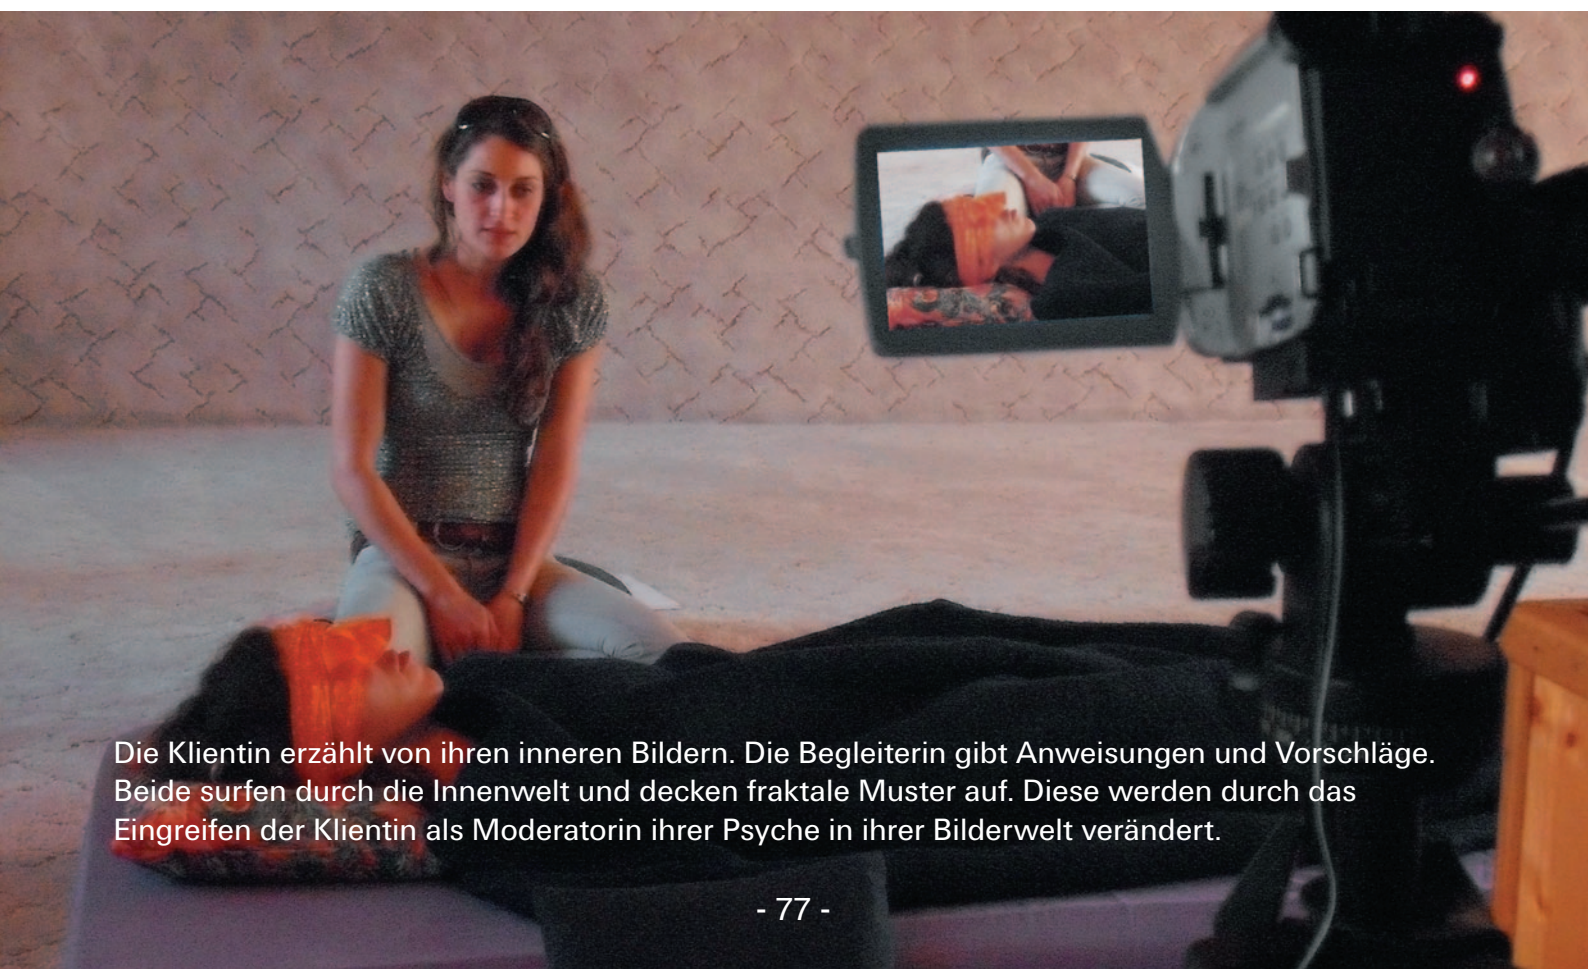 Die Klientin erzählt von ihren inneren Bildern. Die Begleiterin gibt Anweisungen und Vorschläge.
Beide surfen durch die Innenwelt und decken fraktale Muster auf. Diese werden durch das
Eingreifen der Klientin als Moderatorin ihrer Psyche in ihrer Bilderwelt verändert.
- 77 -